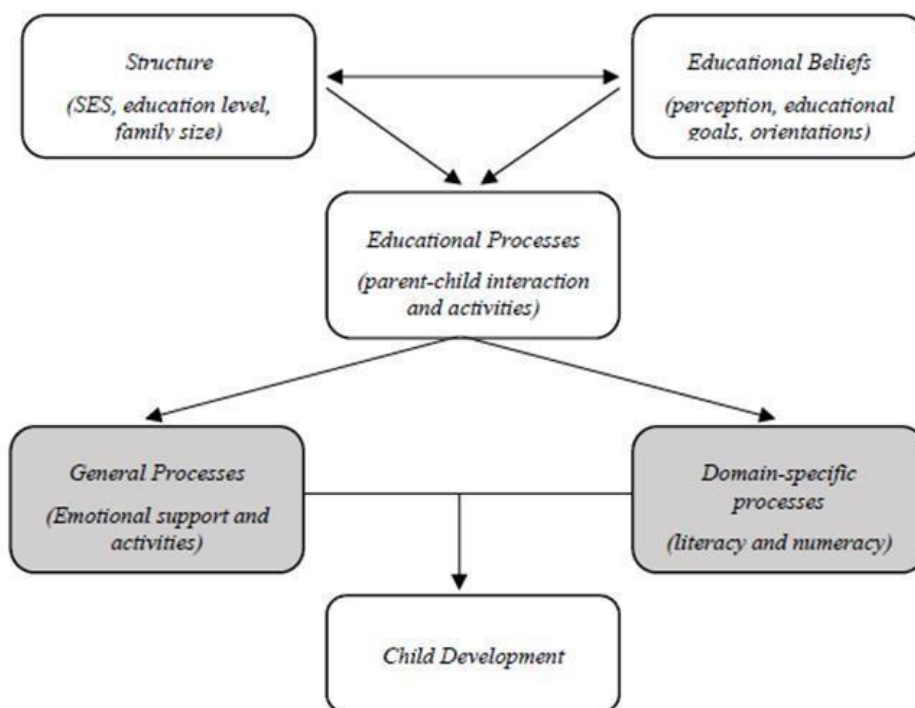 Structure
(SES, education level,
family size)
Educational Beliefs
(perception, educational
goals, orientations)
Educational Processes
(parent-child interaction
and activities)
General Processes
(Emotional support and
activities)
Domain-specific
processes
(literacy and numeracy)
Child Development